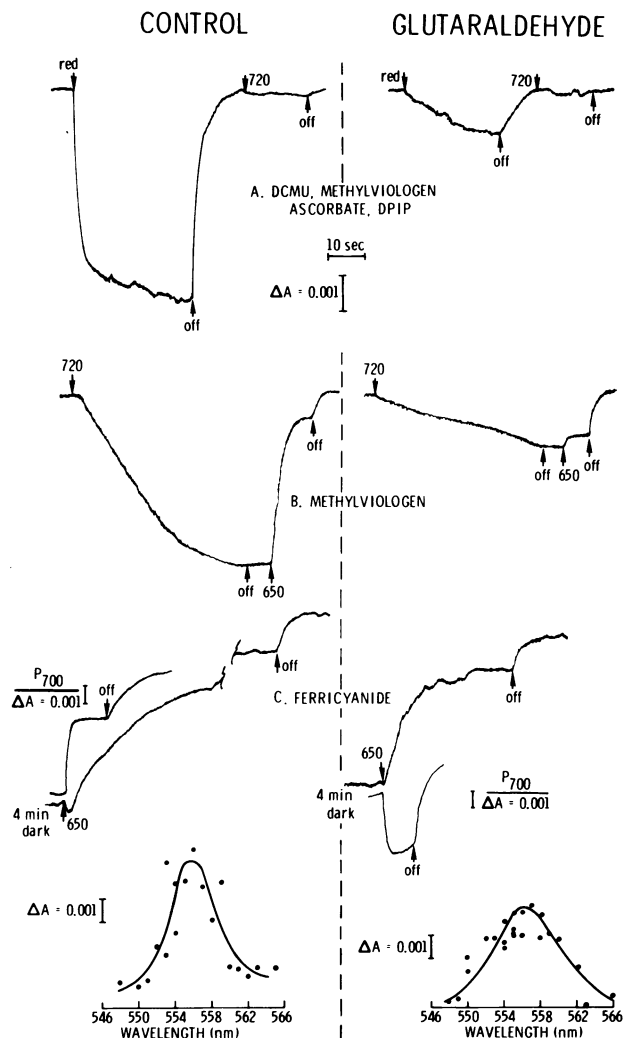 CONTROL
GLUTARALDEHYDE
red
720
off
off
red
720
off
off
A. DCMU, METHYLVIOLOGEN
ASCORBATE, DPIP
10 sec
ΔA = 0.001
720
off
650
off
720
off
650
off
B. METHYLVIOLOGEN
P700
ΔA = 0.001
off
off
4 min
dark
650
C. FERRICYANIDE
650
off
4 min
dark
off
P700
ΔA = 0.001
ΔA = 0.001
546 550 554 558 562 566
WAVELENGTH (nm)
ΔA = 0.001
546 550 554 558 562 566
WAVELENGTH (nm)